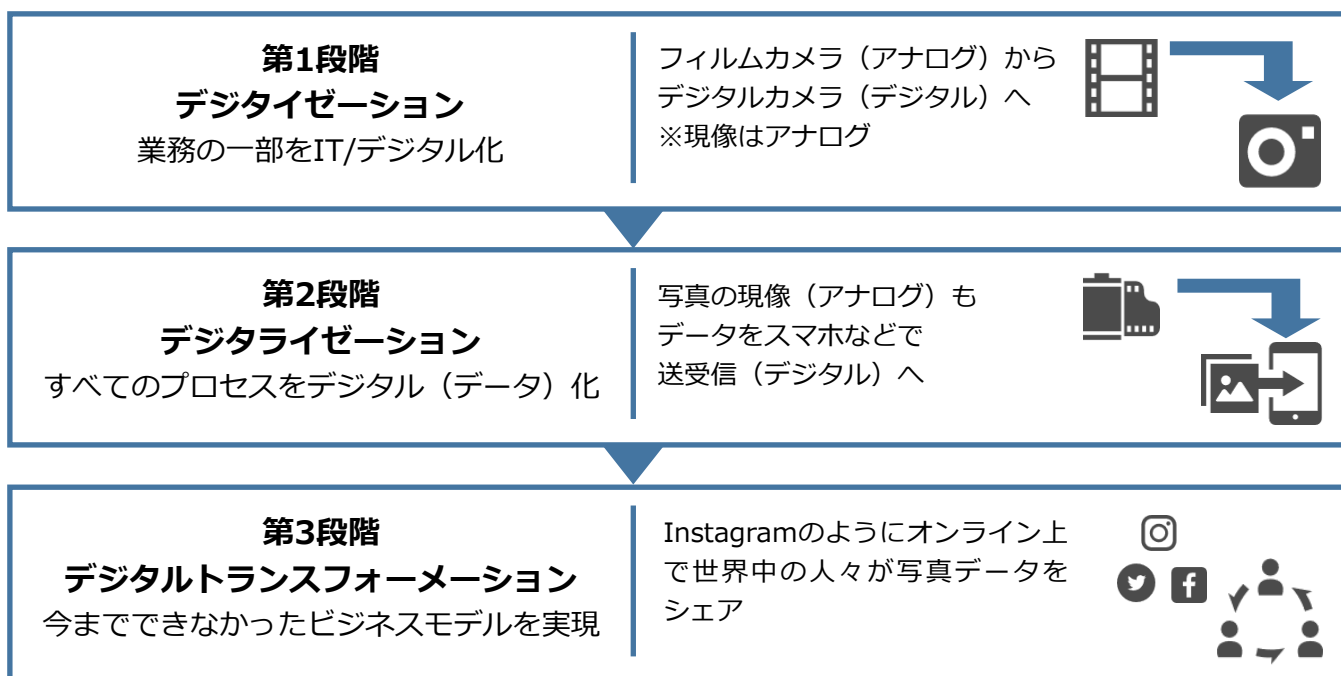 第1段階
デジタイゼーション
業務の一部をIT/デジタル化
フィルムカメラ（アナログ）から
デジタルカメラ（デジタル）へ
※現像はアナログ
第2段階
デジタライゼーション
すべてのプロセスをデジタル（データ）化
写真の現像（アナログ）も
データをスマホなどで
送受信（デジタル）へ
第3段階
デジタルトランスフォーメーション
今までできなかったビジネスモデルを実現
Instagramのようにオンライン上
で世界中の人々が写真データを
シェア